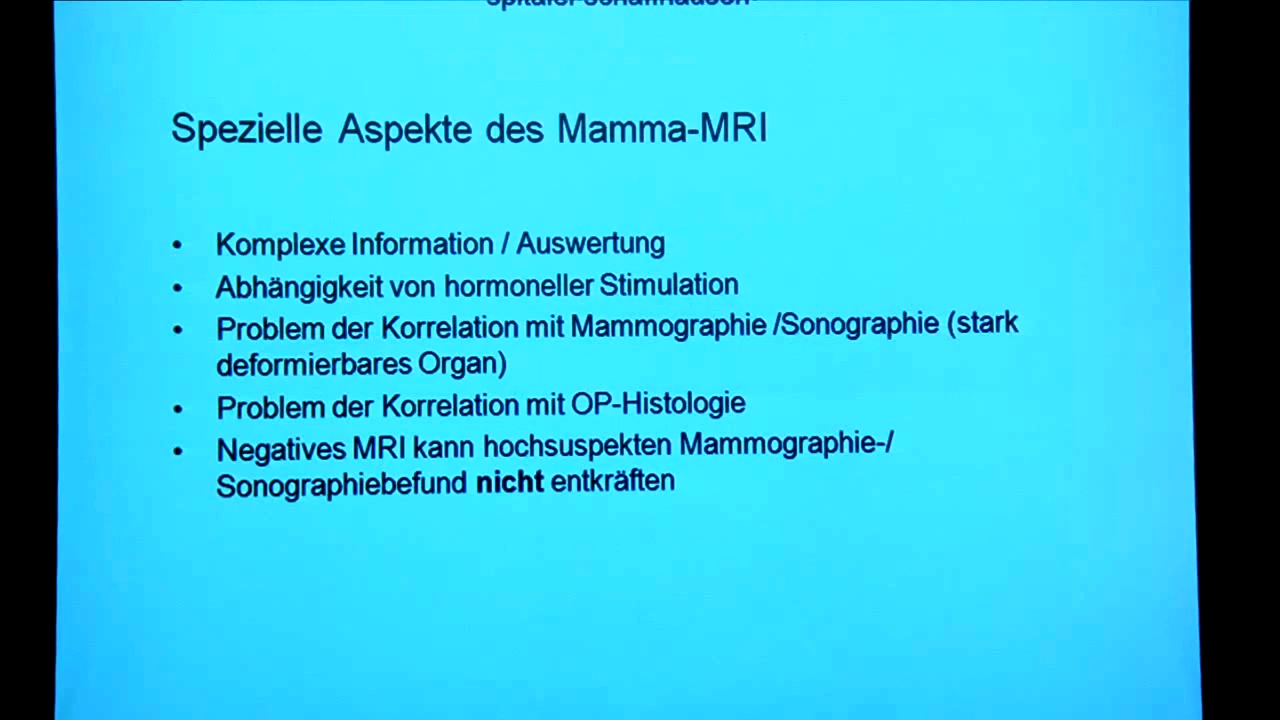 Spezielle Aspekte des Mamma-MRI
• Komplexe Information / Auswertung
• Abhängigkeit von hormoneller Stimulation
• Problem der Korrelation mit Mammographie /Sonographie (stark
deformierbares Organ)
• Problem der Korrelation mit OP-Histologie
• Negatives MRI kann hochsuspekten Mammographie-/
Sonographiebefund nicht entkräften